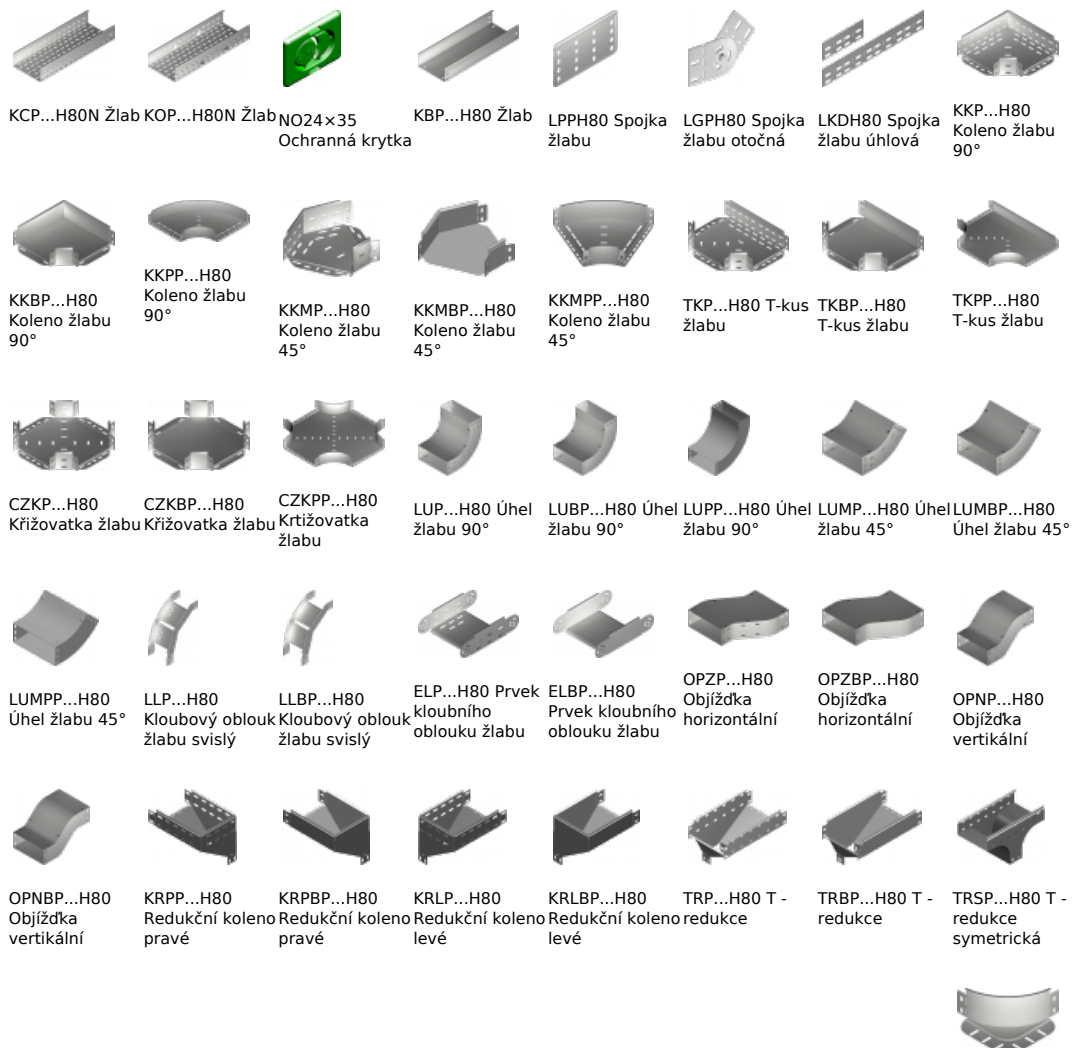 KCP...H80N Žlab
KOP...H80N Žlab
NO24×35
Ochranná krytka
KBP...H80 Žlab
LPPH80 Spojka
žlabu
LGPH80 Spojka
žlabu otočná
LKDH80 Spojka
žlabu úhlová
KKP...H80
Koleno žlabu
90°
KKBP...H80
Koleno žlabu
90°
KKPP...H80
Koleno žlabu
90°
KKMP...H80
Koleno žlabu
45°
KKMBP...H80
Koleno žlabu
45°
KKMPP...H80
Koleno žlabu
45°
TKP...H80 T-kus
žlabu
TKBP...H80
T-kus žlabu
TKPP...H80
T-kus žlabu
CZKP...H80
Křižovatka žlabu
CZKBP...H80
Křižovatka žlabu
CZKPP...H80
Krtižovatka
žlabu
LUP...H80 Úhel
žlabu 90°
LUBP...H80 Úhel
žlabu 90°
LUPP...H80 Úhel
žlabu 90°
LUMP...H80 Úhel
žlabu 45°
LUMBP...H80
Úhel žlabu 45°
LUMPP...H80
Úhel žlabu 45°
LLP...H80
Kloubový oblouk
žlabu svislý
LLBP...H80
Kloubový oblouk
žlabu svislý
ELP...H80 Prvek
kloubního
oblouku žlabu
ELBP...H80
Prvek kloubního
oblouku žlabu
OPZP...H80
Objížďka
horizontální
OPZBP...H80
Objížďka
horizontální
OPNP...H80
Objížďka
vertikální
OPNBP...H80
Objížďka
vertikální
KRPP...H80
Redukční koleno
pravé
KRPBP...H80
Redukční koleno
pravé
KRLP...H80
Redukční koleno
levé
KRLBP...H80
Redukční koleno
levé
TRP...H80 T -
redukce
TRBP...H80 T -
redukce
TRSP...H80 T -
redukce
symetrická